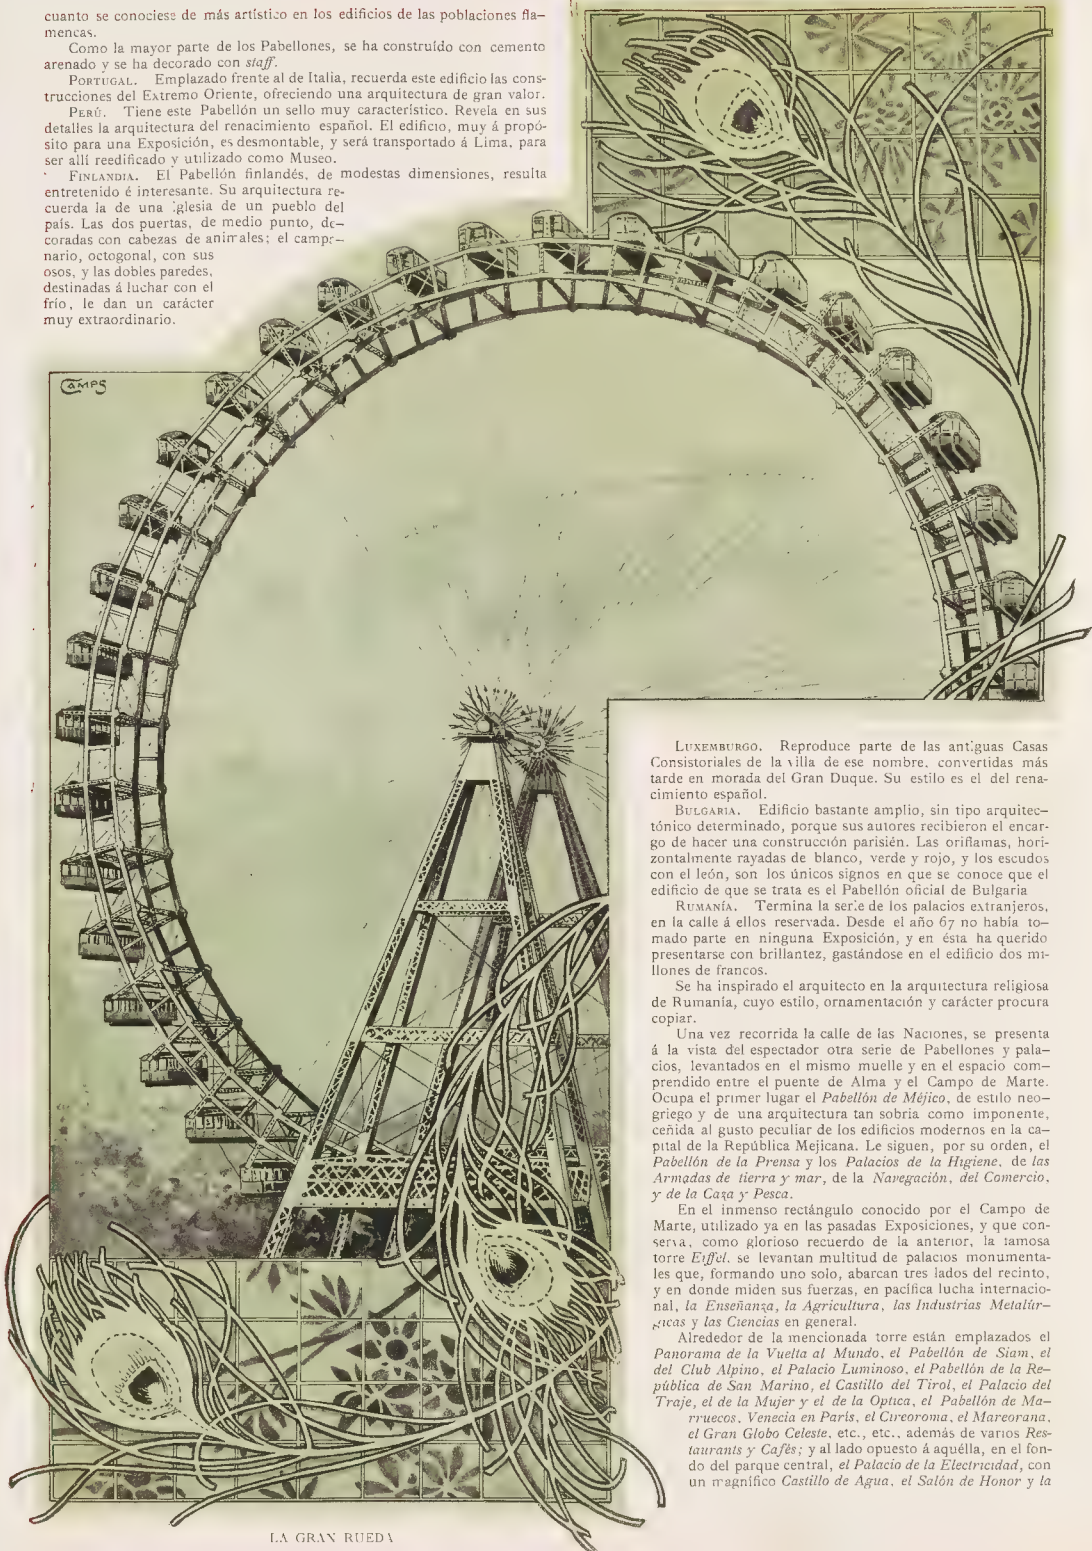 cuanto se conociese de más artístico en los edificios de las poblaciones fla-
mencas.
Como la mayor parte de los Pabellones, se ha construído con cemento
arenado y se ha decorado con staff.
PORTUGAL. Emplazado frente al de Italia, recuerda este edificio las cons-
trucciones del Extremo Oriente, ofreciendo una arquitectura de gran valor.
PERÚ. Tiene este Pabellón un sello muy característico. Revela en sus
detalles la arquitectura del renacimiento español. El edificio, muy á propó-
sito para una Exposición, es desmontable, y será transportado á Lima, para
ser allí reedificado y utilizado como Museo.
FINLANDIA. El Pabellón finlandés, de modestas dimensiones, resulta
entretenido é interesante. Su arquitectura re-
cuerda la de una iglesia de un pueblo del
país. Las dos puertas, de medio punto, de-
coradas con cabezas de animales; el campa-
nario, octogonal, con sus
osos, y las dobles paredes,
destinadas á luchar con el
frío, le dan un carácter
muy extraordinario.
CAMPS
LUXEMBURGO. Reproduce parte de las antiguas Casas
Consistoriales de la villa de ese nombre, convertidas más
tarde en morada del Gran Duque. Su estilo es el del rena-
cimiento español.
BULGARIA. Edificio bastante amplio, sin tipo arquitec-
tónico determinado, porque sus autores recibieron el encar-
go de hacer una construcción parisién. Las oriflamas, hori-
zontalmente rayadas de blanco, verde y rojo, y los escudos
con el león, son los únicos signos en que se conoce que el
edificio de que se trata es el Pabellón oficial de Bulgaria
RUMANÍA. Termina la serie de los palacios extranjeros,
en la calle á ellos reservada. Desde el año 67 no había to-
mado parte en ninguna Exposición, y en ésta ha querido
presentarse con brillantez, gastándose en el edificio dos mi-
llones de francos.
Se ha inspirado el arquitecto en la arquitectura religiosa
de Rumanía, cuyo estilo, ornamentación y carácter procura
copiar.
Una vez recorrida la calle de las Naciones, se presenta
á la vista del espectador otra serie de Pabellones y pala-
cios, levantados en el mismo muelle y en el espacio com-
prendido entre el puente de Alma y el Campo de Marte.
Ocupa el primer lugar el Pabellón de Méjico, de estilo neo-
griego y de una arquitectura tan sobria como imponente,
ceñida al gusto peculiar de los edificios modernos en la ca-
pital de la República Mejicana. Le siguen, por su orden, el
Pabellón de la Prensa y los Palacios de la Higiene, de las
Armadas de tierra y mar, de la Navegación, del Comercio,
y de la Caza y Pesca.
En el inmenso rectángulo conocido por el Campo de
Marte, utilizado ya en las pasadas Exposiciones, y que con-
serva, como glorioso recuerdo de la anterior, la famosa
torre Eiffel, se levantan multitud de palacios monumenta-
les que, formando uno solo, abarcan tres lados del recinto,
y en donde miden sus fuerzas, en pacífica lucha internacio-
nal, la Enseñanza, la Agricultura, las Industrias Metalúr-
gicas y las Ciencias en general.
Alrededor de la mencionada torre están emplazados el
Panorama de la Vuelta al Mundo, el Pabellón de Siam, el
del Club Alpino, el Palacio Luminoso, el Pabellón de la Re-
pública de San Marino, el Castillo del Tirol, el Palacio del
Traje, el de la Mujer y el de la Optica, el Pabellón de Ma-
rruecos, Venecia en París, el Cireoroma, el Mareorana,
el Gran Globo Celeste, etc., etc., además de varios Res-
taurants y Cafés; y al lado opuesto á aquélla, en el fon-
do del parque central, el Palacio de la Electricidad, con
un magnífico Castillo de Agua, el Salón de Honor y la
LA GRAN RUEDA